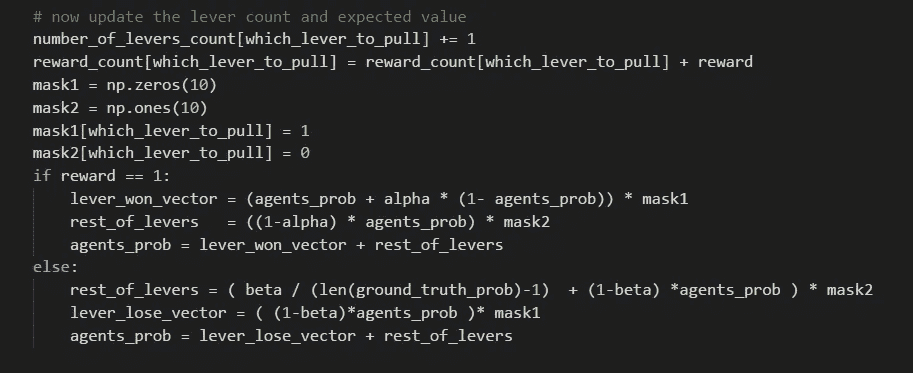 # now update the lever count and expected value
number_of_levers_count[which_lever_to_pull] += 1
reward_count[which_lever_to_pull] = reward_count[which_lever_to_pull] + reward
mask1 = np.zeros(10)
mask2 = np.ones(10)
mask1[which_lever_to_pull] = 1
mask2[which_lever_to_pull] = 0
if reward == 1:
    lever_won_vector = (agents_prob + alpha * (1- agents_prob)) * mask1
    rest_of_levers   = ((1-alpha) * agents_prob) * mask2
    agents_prob = lever_won_vector + rest_of_levers
else:
    rest_of_levers = ( beta / (len(ground_truth_prob)-1)  + (1-beta) *agents_prob ) * mask2
    lever_lose_vector = ( (1-beta)*agents_prob )* mask1
    agents_prob = lever_lose_vector + rest_of_levers